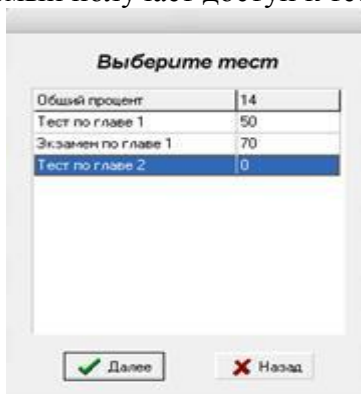 Выберите тест
Общий процент 14
Тест по главе 1 50
Экзамен по главе 1 70
Тест по главе 2 0
Далее Назад